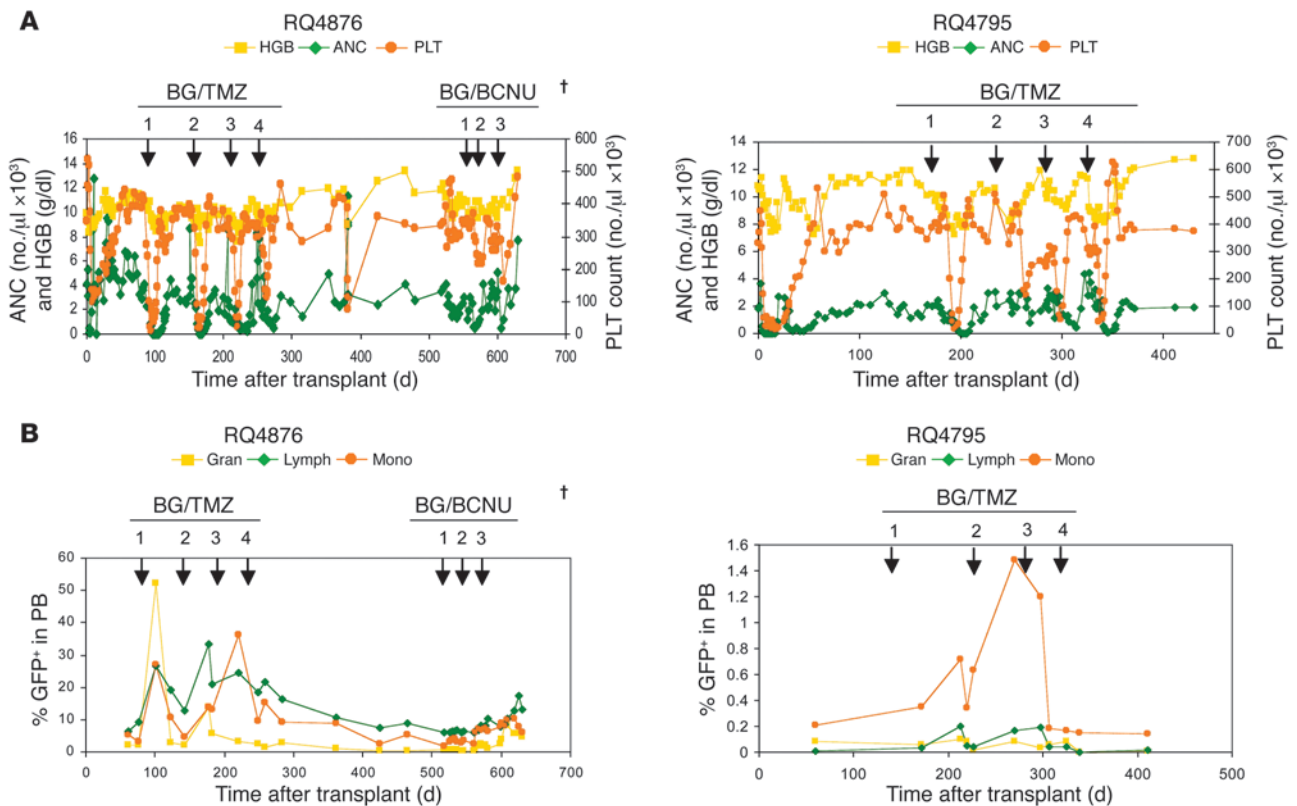 A
RQ4876
HGB ANC PLT
BG/TMZ
BG/BCNU
†
1 2 3 4 1 2 3
ANC (no./µl ×10³)
and HGB (g/dl)
16
14
12
10
8
6
4
2
0
600
500
400
300
200
100
0
PLT count (no./µl ×10³)
0 100 200 300 400 500 600 700
Time after transplant (d)
RQ4795
HGB ANC PLT
BG/TMZ
1 2 3 4
ANC (no./µl ×10³)
and HGB (g/dl)
14
12
10
8
6
4
2
0
700
600
500
400
300
200
100
0
PLT count (no./µl ×10³)
0 100 200 300 400
Time after transplant (d)
B
RQ4876
Gran Lymph Mono
BG/TMZ
BG/BCNU
†
1 2 3 4 1 2 3
% GFP⁺ in PB
60
50
40
30
20
10
0
0 100 200 300 400 500 600 700
Time after transplant (d)
RQ4795
Gran Lymph Mono
BG/TMZ
1 2 3 4
% GFP⁺ in PB
1.6
1.4
1.2
1
0.8
0.6
0.4
0.2
0
0 100 200 300 400 500
Time after transplant (d)